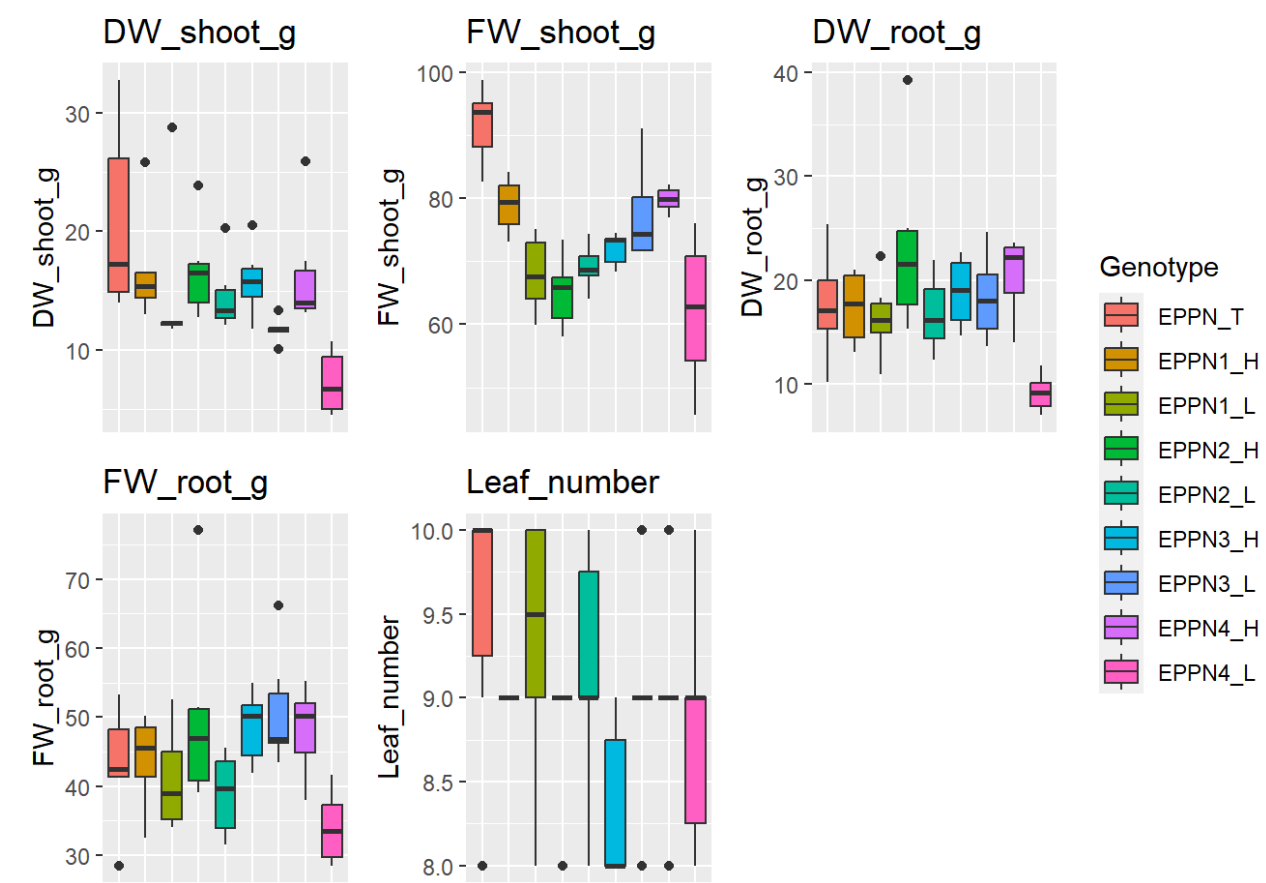 DW_shoot_g
DW_shoot_g
30
20
10
FW_shoot_g
FW_shoot_g
100
80
60
DW_root_g
DW_root_g
40
30
20
10
FW_root_g
FW_root_g
70
60
50
40
30
Leaf_number
Leaf_number
10.0
9.5
9.0
8.5
8.0
Genotype
EPPN_T
EPPN1_H
EPPN1_L
EPPN2_H
EPPN2_L
EPPN3_H
EPPN3_L
EPPN4_H
EPPN4_L